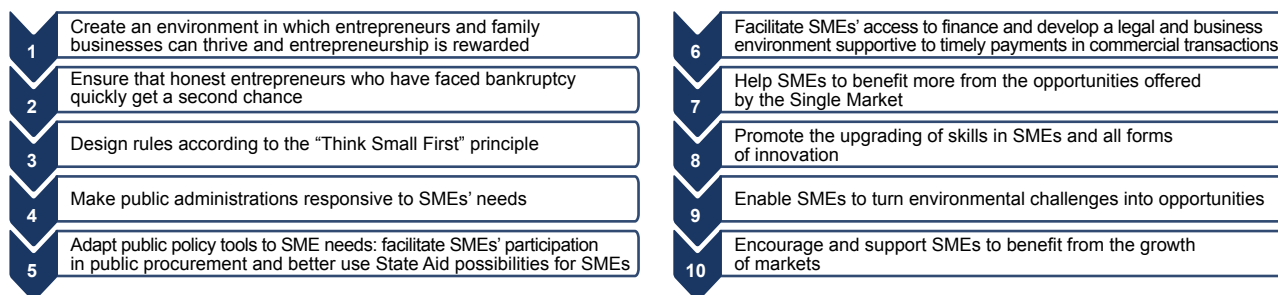 1
Create an environment in which entrepreneurs and family
businesses can thrive and entrepreneurship is rewarded
2
Ensure that honest entrepreneurs who have faced bankruptcy
quickly get a second chance
3
Design rules according to the “Think Small First” principle
4
Make public administrations responsive to SMEs’ needs
5
Adapt public policy tools to SME needs: facilitate SMEs’ participation
in public procurement and better use State Aid possibilities for SMEs
6
Facilitate SMEs’ access to finance and develop a legal and business
environment supportive to timely payments in commercial transactions
7
Help SMEs to benefit more from the opportunities offered
by the Single Market
8
Promote the upgrading of skills in SMEs and all forms
of innovation
9
Enable SMEs to turn environmental challenges into opportunities
10
Encourage and support SMEs to benefit from the growth
of markets